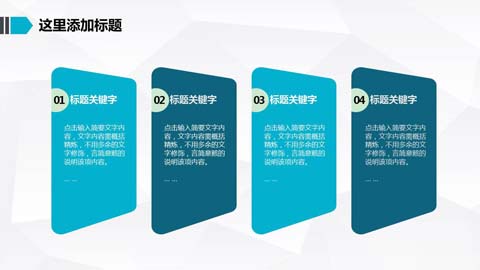 这里添加标题
01 标题关键字
点击输入简要文字内
容，文字内容需概括
精炼，不用多余的文
字修饰，言简意赅的
说明该项内容。
... ...
02 标题关键字
点击输入简要文字内
容，文字内容需概括
精炼，不用多余的文
字修饰，言简意赅的
说明该项内容。
... ...
03 标题关键字
点击输入简要文字内
容，文字内容需概括
精炼，不用多余的文
字修饰，言简意赅的
说明该项内容。
... ...
04 标题关键字
点击输入简要文字内
容，文字内容需概括
精炼，不用多余的文
字修饰，言简意赅的
说明该项内容。
... ...